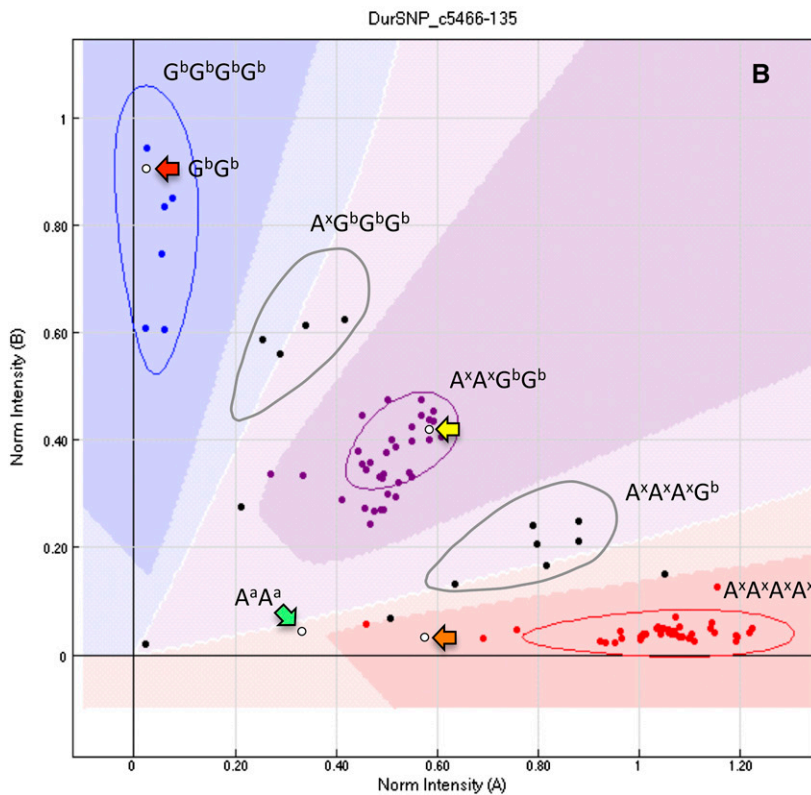 DurSNP_c5466-135
B
GᵇGᵇGᵇGᵇ
GᵇGᵇ
AˣGᵇGᵇGᵇ
AˣAˣGᵇGᵇ
AˣAˣAˣGᵇ
AᵃAᵃ
AˣAˣAˣAˣ
Norm Intensity (B)
1
0.80
0.60
0.40
0.20
0
0
0.20
0.40
0.60
0.80
1
1.20
Norm Intensity (A)